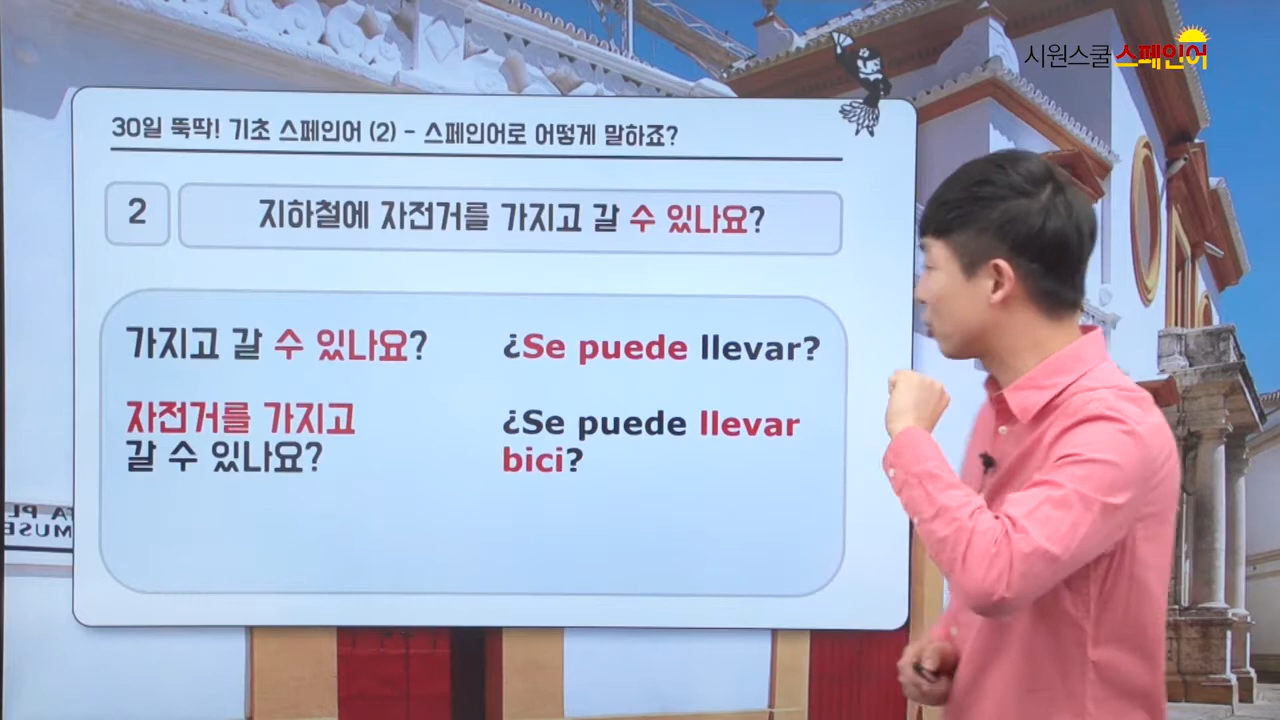 시원스쿨 스페인어
30일 뚝딱! 기초 스페인어 (2) - 스페인어로 어떻게 말하죠?
2
지하철에 자전거를 가지고 갈 수 있나요?
가지고 갈 수 있나요?
¿Se puede llevar?
자전거를 가지고
갈 수 있나요?
¿Se puede llevar
bici?